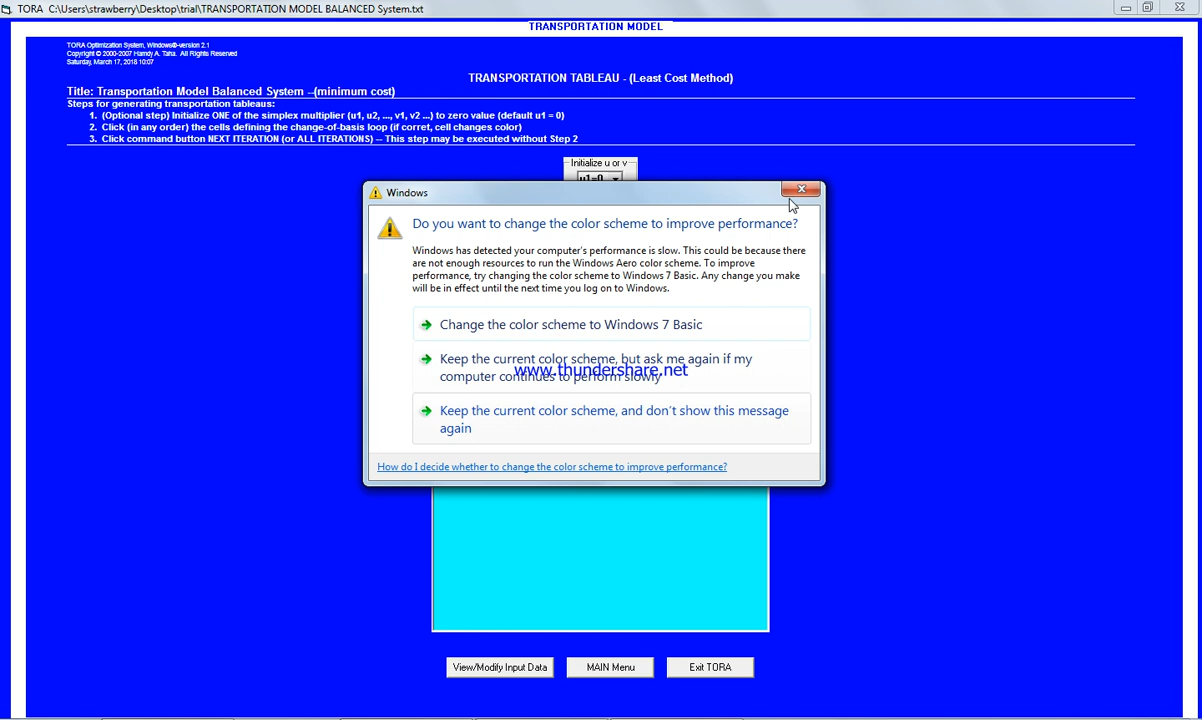 TORA C:\Users\strawberry\Desktop\trial\TRANSPORTATION MODEL BALANCED System.txt
TRANSPORTATION MODEL
TORA Optimization System, Windows®-version 2.1
Copyright © 2000-2007 Hamdy A. Taha. All Rights Reserved
Saturday, March 17, 2018 10:07
TRANSPORTATION TABLEAU - (Least Cost Method)
Title: Transportation Model Balanced System --(minimum cost)
Steps for generating transportation tableaus:
1. (Optional step) Initialize ONE of the simplex multiplier (u1, u2, ..., v1, v2 ...) to zero value (default u1 = 0)
2. Click (in any order) the cells defining the change-of-basis loop (if corret, cell changes color)
3. Click command button NEXT ITERATION (or ALL ITERATIONS) -- This step may be executed without Step 2
Initialize u or v
u1=0
Windows
Do you want to change the color scheme to improve performance?
Windows has detected your computer's performance is slow. This could be because there
are not enough resources to run the Windows Aero color scheme. To improve
performance, try changing the color scheme to Windows 7 Basic. Any change you make
will be in effect until the next time you log on to Windows.
Change the color scheme to Windows 7 Basic
Keep the current color scheme, but ask me again if my
computer continues to perform slowly
www.thundershare.net
Keep the current color scheme, and don't show this message
again
How do I decide whether to change the color scheme to improve performance?
View/Modify Input Data
MAIN Menu
Exit TORA